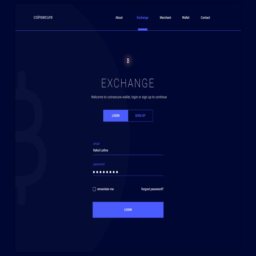 coinsecure
About Exchange Merchant Wallet Contact
EXCHANGE
Welcome to coinsecure wallet, login or sign up to continue
LOGIN SIGN UP
email
Rahul Lekha
password
remember me forgot password?
LOGIN